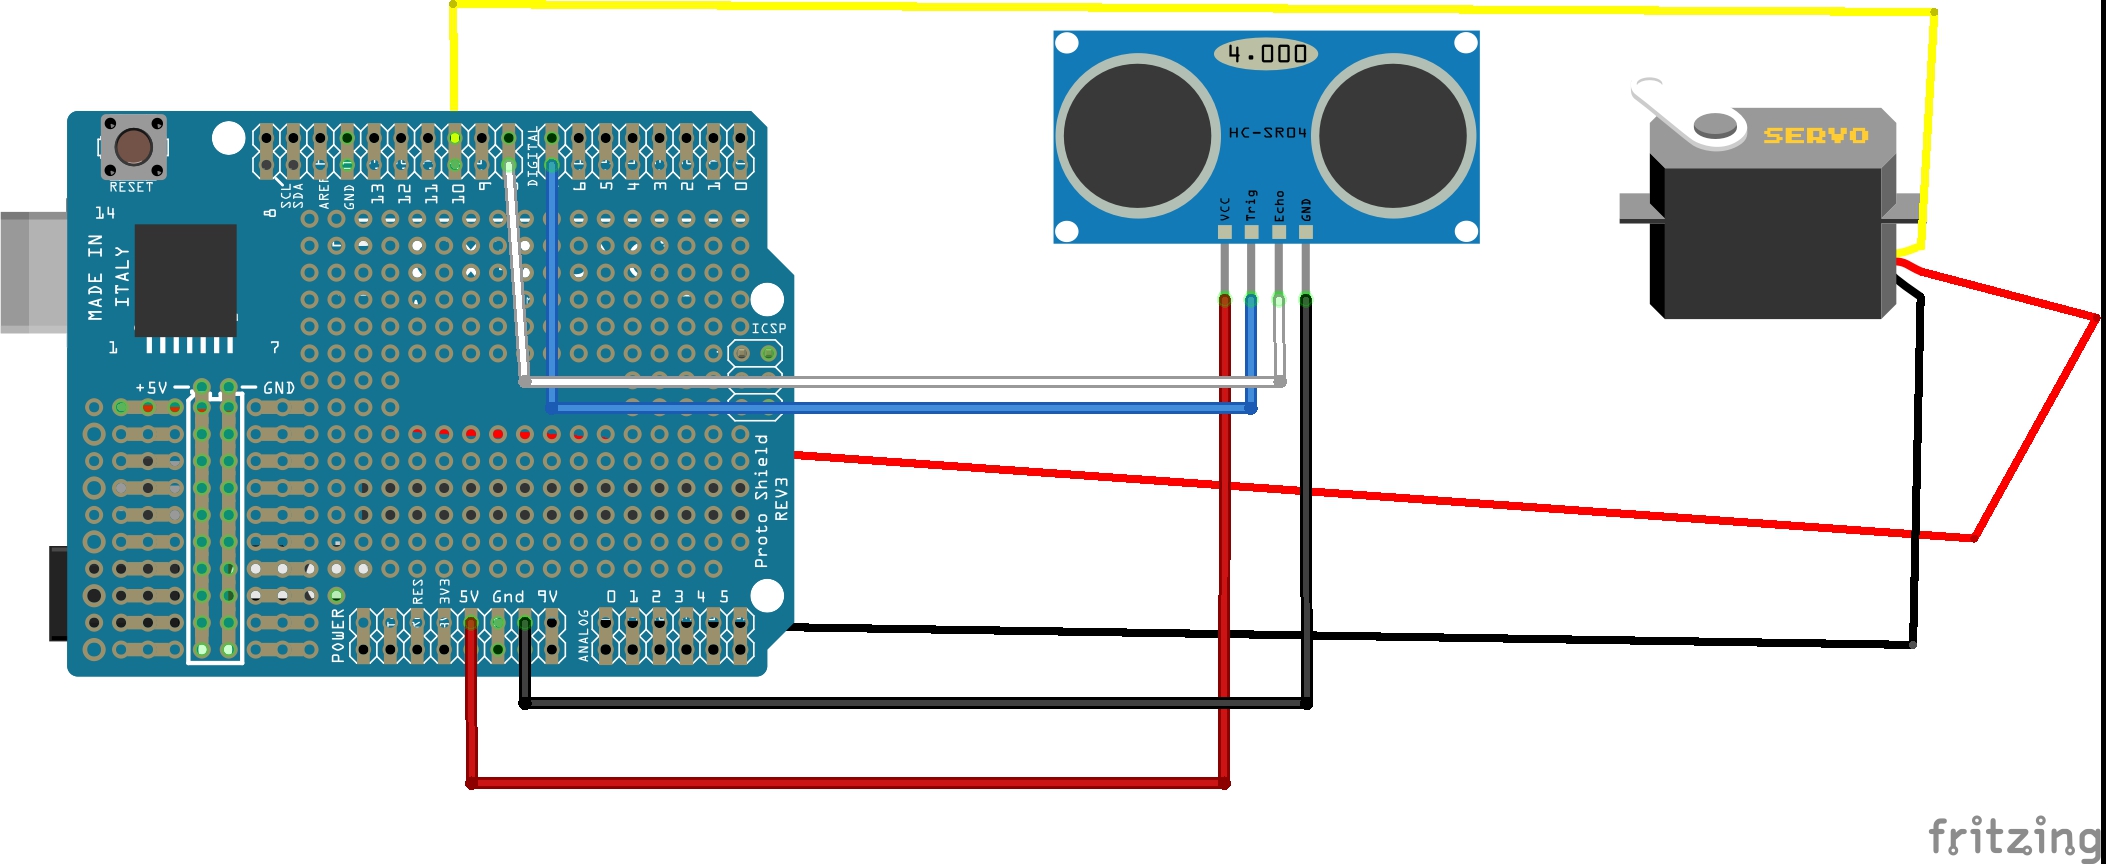 4.000
HC-SR04
VCC
Trig
Echo
GND
SERVO
RESET
SCL
SDA
AREF
GND
13
12
11
10
9
8
DIGITAL
6
5
4
3
2
1
0
14
MADE IN
ITALY
1
7
ICSP
+5V
GND
Proto Shield
REV3
POWER
RES
3V3
5V
Gnd
9V
ANALOG
0 1 2 3 4 5
fritzing